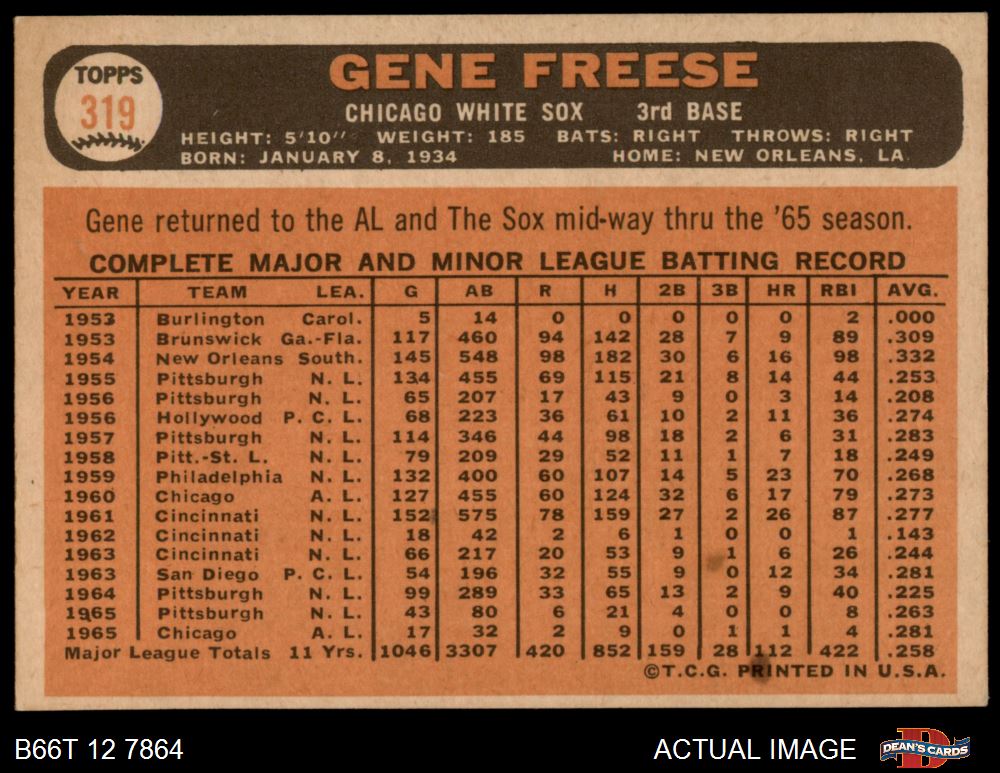 TOPPS
319
GENE FREESE
CHICAGO WHITE SOX 3rd BASE
HEIGHT: 5'10" WEIGHT: 185 BATS: RIGHT THROWS: RIGHT
BORN: JANUARY 8, 1934 HOME: NEW ORLEANS, LA.
Gene returned to the AL and The Sox mid-way thru the '65 season.
COMPLETE MAJOR AND MINOR LEAGUE BATTING RECORD
YEAR TEAM LEA. G AB R H 2B 3B HR RBI AVG.
1953 Burlington Carol. 5 14 0 0 0 0 0 2 .000
1953 Brunswick Ga.-Fla. 117 460 94 142 28 7 9 89 .309
1954 New Orleans South. 145 548 98 182 30 6 16 98 .332
1955 Pittsburgh N. L. 134 455 69 115 21 8 14 44 .253
1956 Pittsburgh N. L. 65 207 17 43 9 0 3 14 .208
1956 Hollywood P. C. L. 68 223 36 61 10 2 11 36 .274
1957 Pittsburgh N. L. 114 346 44 98 18 2 6 31 .283
1958 Pitt.-St. L. N. L. 79 209 29 52 11 1 7 18 .249
1959 Philadelphia N. L. 132 400 60 107 14 5 23 70 .268
1960 Chicago A. L. 127 455 60 124 32 6 17 79 .273
1961 Cincinnati N. L. 152 575 78 159 27 2 26 87 .277
1962 Cincinnati N. L. 18 42 2 6 1 0 0 1 .143
1963 Cincinnati N. L. 66 217 20 53 9 1 6 26 .244
1963 San Diego P. C. L. 54 196 32 55 9 0 12 34 .281
1964 Pittsburgh N. L. 99 289 33 65 13 2 9 40 .225
1965 Pittsburgh N. L. 43 80 6 21 4 0 0 8 .263
1965 Chicago A. L. 17 32 2 9 0 1 1 4 .281
Major League Totals 11 Yrs. 1046 3307 420 852 159 28 112 422 .258
©T.C.G. PRINTED IN U.S.A.
B66T 12 7864 ACTUAL IMAGE DEAN'S CARDS